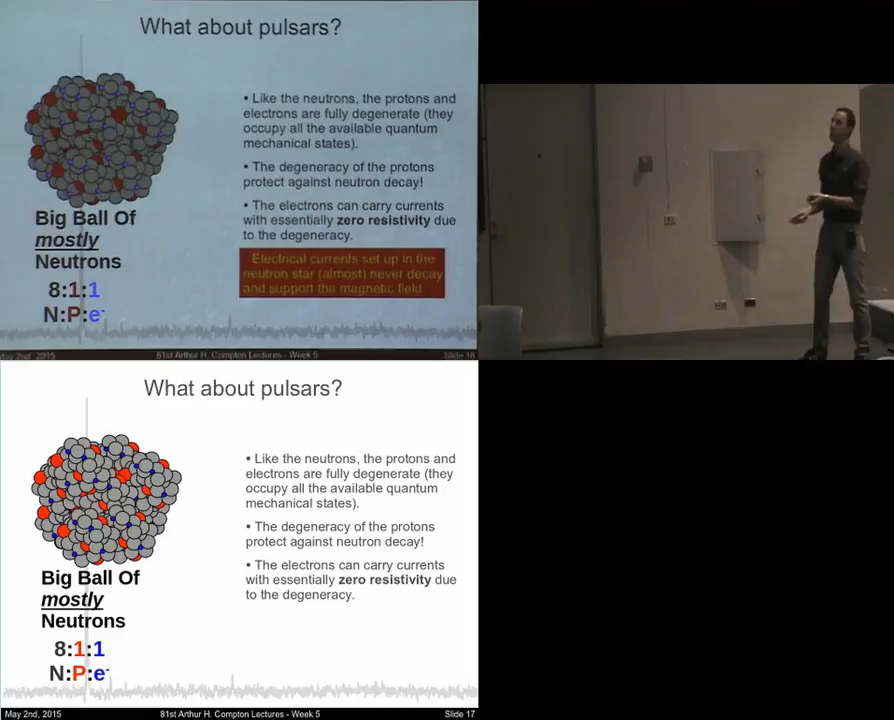 What about pulsars?
• Like the neutrons, the protons and
electrons are fully degenerate (they
occupy all the available quantum
mechanical states).
• The degeneracy of the protons
protect against neutron decay!
• The electrons can carry currents
with essentially zero resistivity due
to the degeneracy.
Electrical currents set up in the
neutron star (almost) never decay
and support the magnetic field
Big Ball Of
mostly
Neutrons
8:1:1
N:P:e-
May 2nd, 2015 81st Arthur H. Compton Lectures - Week 5 Slide 18
What about pulsars?
• Like the neutrons, the protons and
electrons are fully degenerate (they
occupy all the available quantum
mechanical states).
• The degeneracy of the protons
protect against neutron decay!
• The electrons can carry currents
with essentially zero resistivity due
to the degeneracy.
Big Ball Of
mostly
Neutrons
8:1:1
N:P:e-
May 2nd, 2015 81st Arthur H. Compton Lectures - Week 5 Slide 17